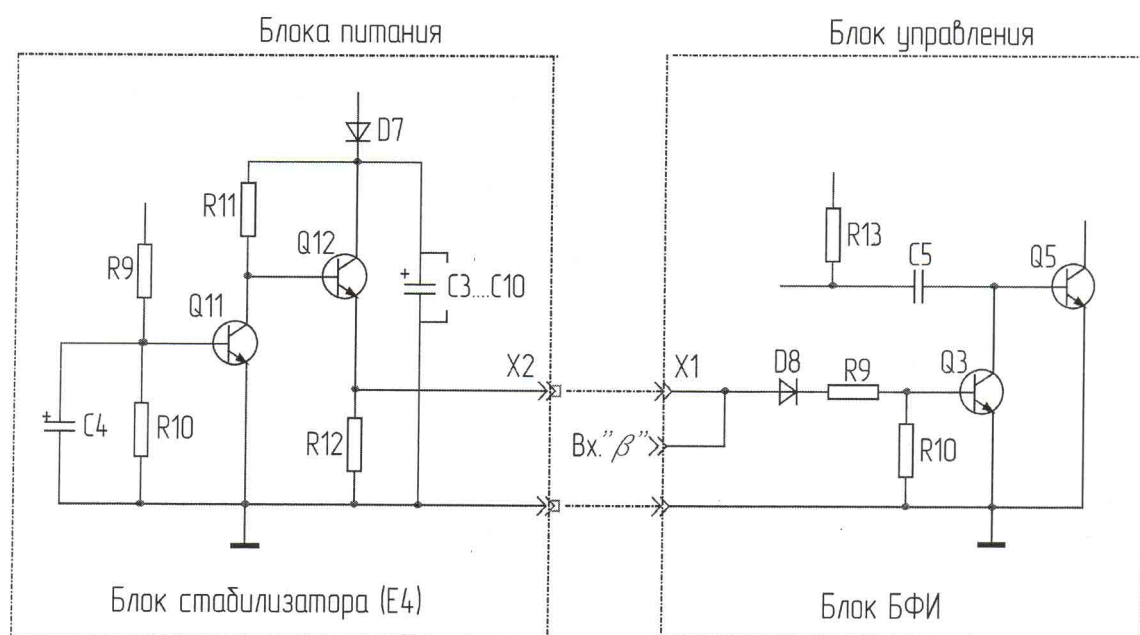 Блока питания
Блок управления
D7
R11
Q12
R13
C5
Q5
R9
Q11
+
C3....C10
X2
X1
D8
R9
Q3
+
C4
R10
R12
Вх."β"
R10
Блок стабилизатора (E4)
Блок БФИ